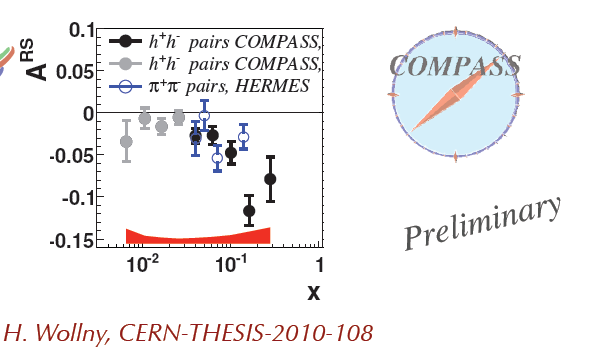 0.1
0.05
0
-0.05
-0.1
-0.15
A RS
h+h- pairs COMPASS,
h+h- pairs COMPASS,
π+π- pairs, HERMES
10-2
10-1
1
x
COMPASS
Preliminary
H. Wollny, CERN-THESIS-2010-108